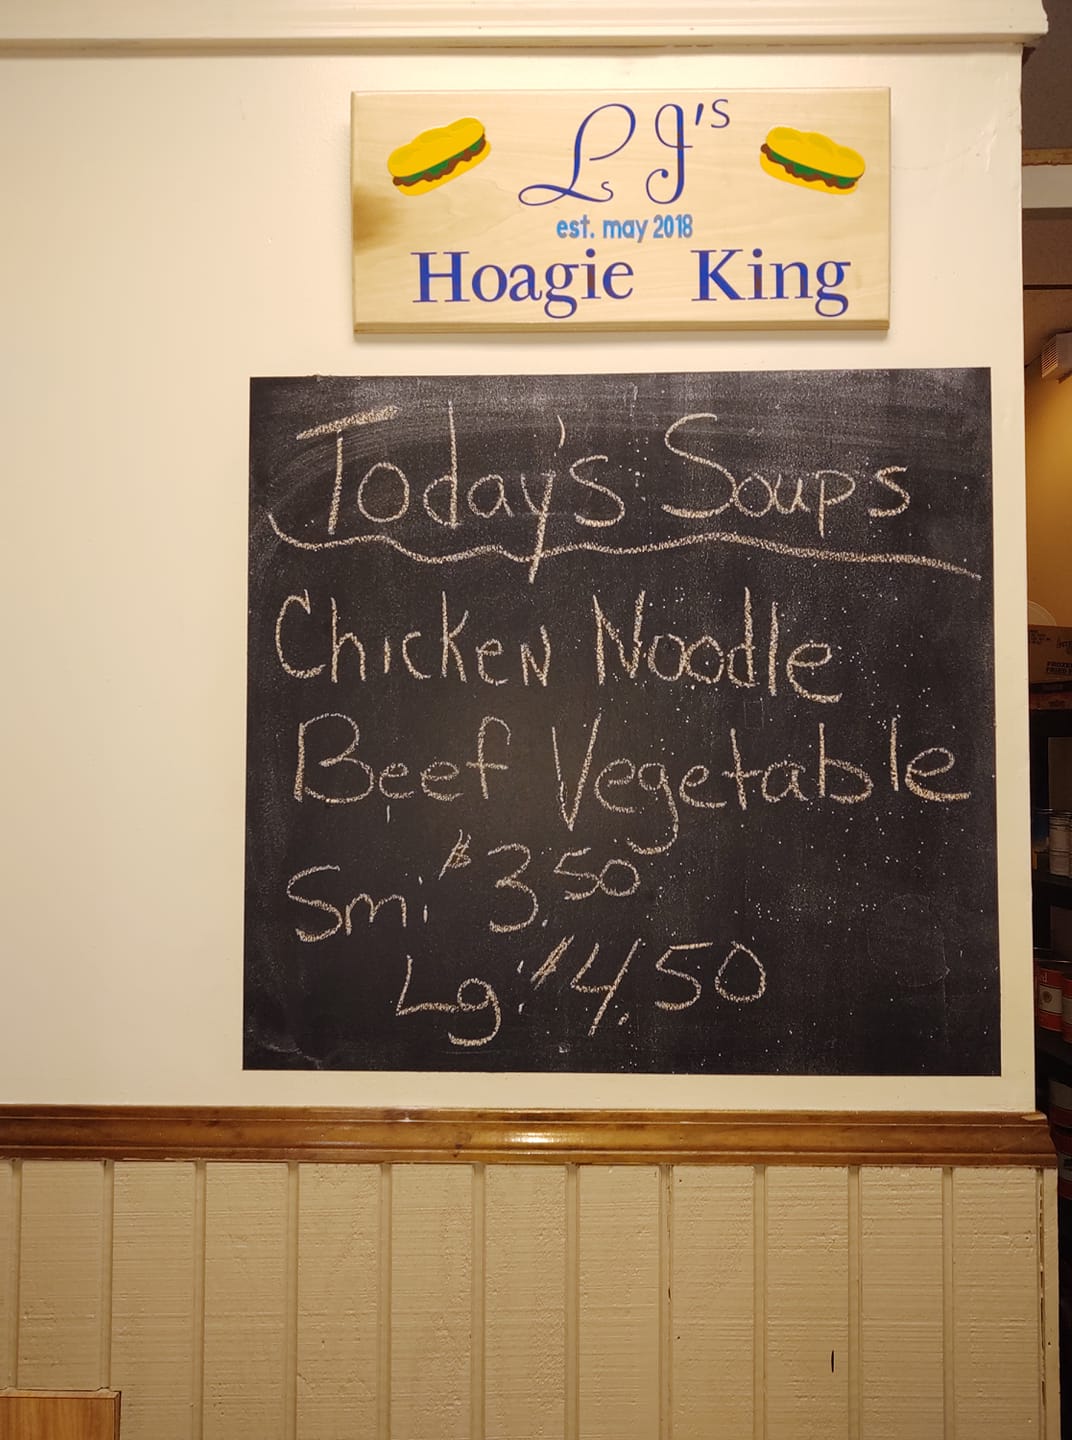 LJ's
est. may 2018
Hoagie King
Today's Soups
Chicken Noodle
Beef Vegetable
Sm: $3.50
Lg: $4.50